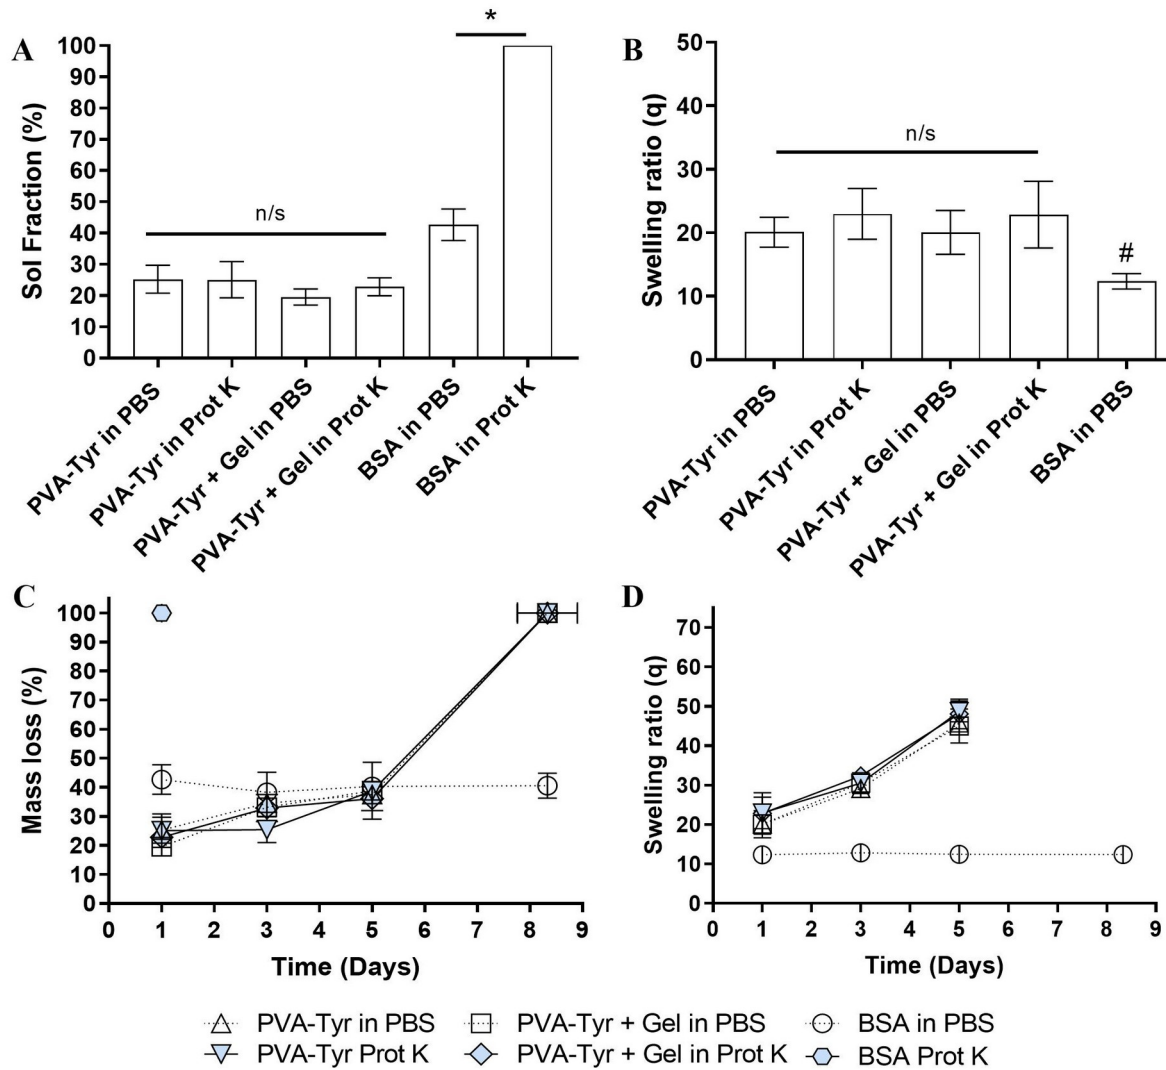 A
Sol Fraction (%)
100
90
80
70
60
50
40
30
20
10
0
n/s
*
PVA-Tyr in PBS
PVA-Tyr in Prot K
PVA-Tyr + Gel in PBS
PVA-Tyr + Gel in Prot K
BSA in PBS
BSA in Prot K
B
Swelling ratio (q)
50
40
30
20
10
0
n/s
#
PVA-Tyr in PBS
PVA-Tyr in Prot K
PVA-Tyr + Gel in PBS
PVA-Tyr + Gel in Prot K
BSA in PBS
C
Mass loss (%)
100
90
80
70
60
50
40
30
20
10
0
0 1 2 3 4 5 6 7 8 9
Time (Days)
D
Swelling ratio (q)
70
60
50
40
30
20
10
0
0 1 2 3 4 5 6 7 8 9
Time (Days)
PVA-Tyr in PBS PVA-Tyr + Gel in PBS BSA in PBS
PVA-Tyr Prot K PVA-Tyr + Gel in Prot K BSA Prot K